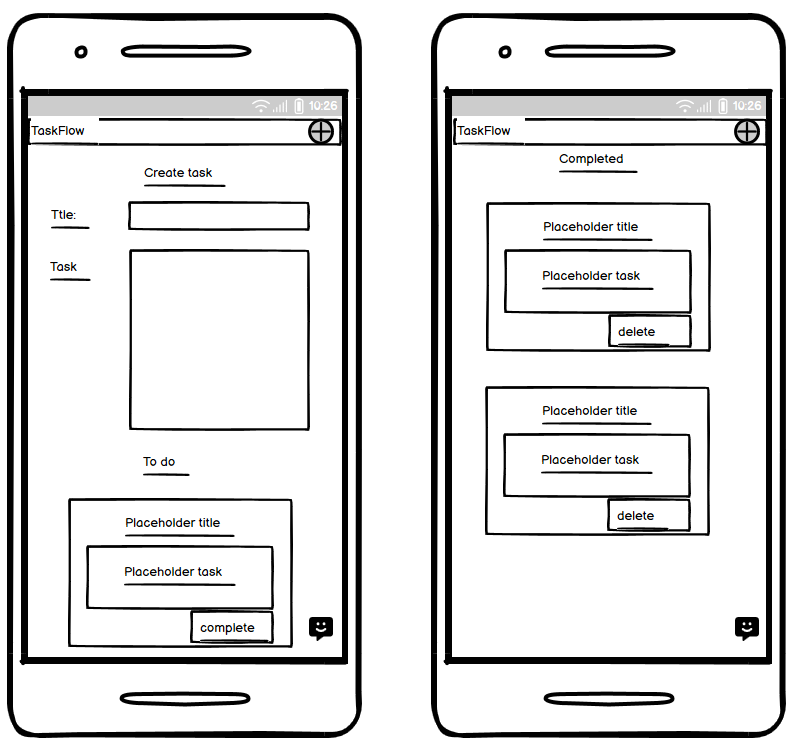 10:26
TaskFlow
Create task
Ttle:
Task
To do
Placeholder title
Placeholder task
complete
10:26
TaskFlow
Completed
Placeholder title
Placeholder task
delete
Placeholder title
Placeholder task
delete